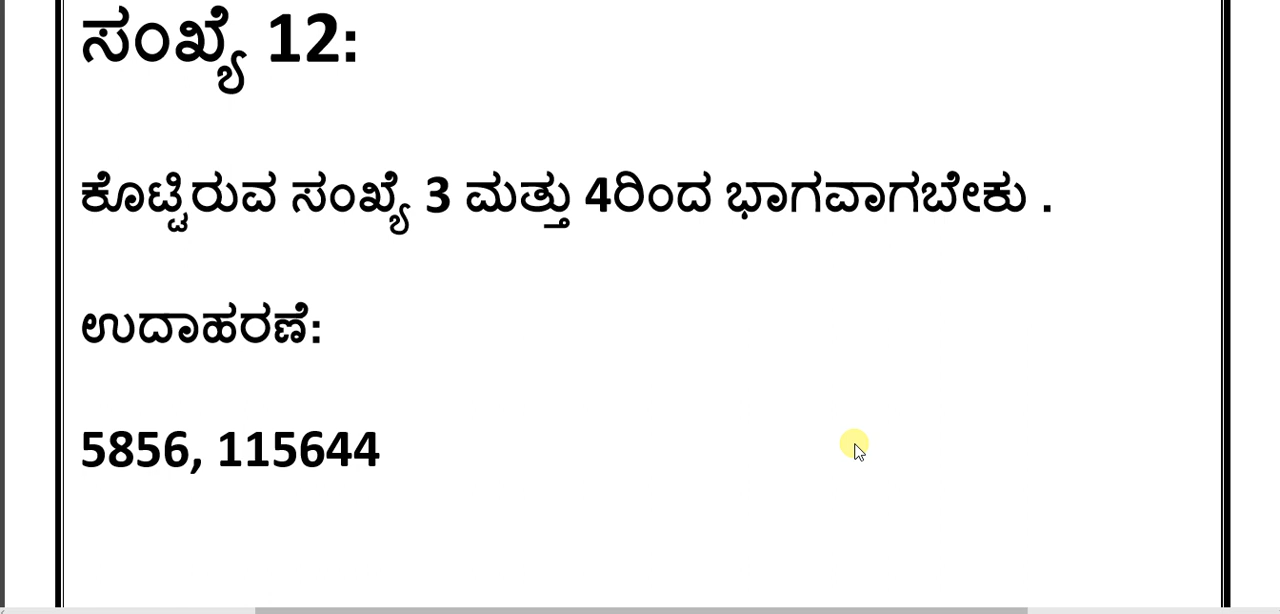 ಸಂಖ್ಯೆ 12:
ಕೊಟ್ಟಿರುವ ಸಂಖ್ಯೆ 3 ಮತ್ತು 4ರಿಂದ ಭಾಗವಾಗಬೇಕು .
ಉದಾಹರಣೆ:
5856, 115644